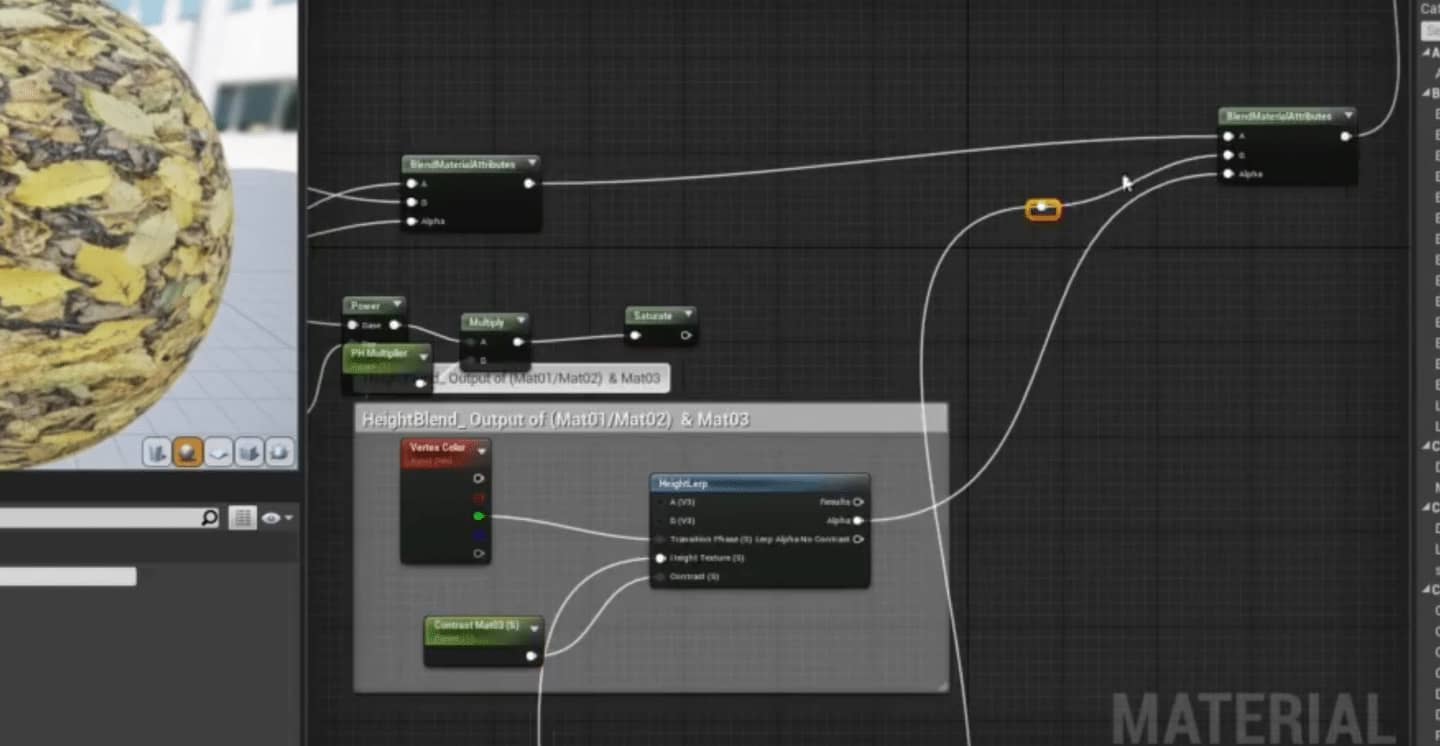 BlendMaterialAttributes
A
B
Alpha
BlendMaterialAttributes
A
B
Alpha
Power
Base
PH Multiplier
Multiply
A
B
Saturate
Output of (Mat01/Mat02) & Mat03
HeightBlend_ Output of (Mat01/Mat02) & Mat03
Vertex Color
HeightLerp
A (V3)
Results
B (V3)
Alpha
Transition Phase (S)
Lerp Alpha No Contrast
Height Texture (S)
Contrast (S)
Contrast Mat03 (S)
MATERIAL